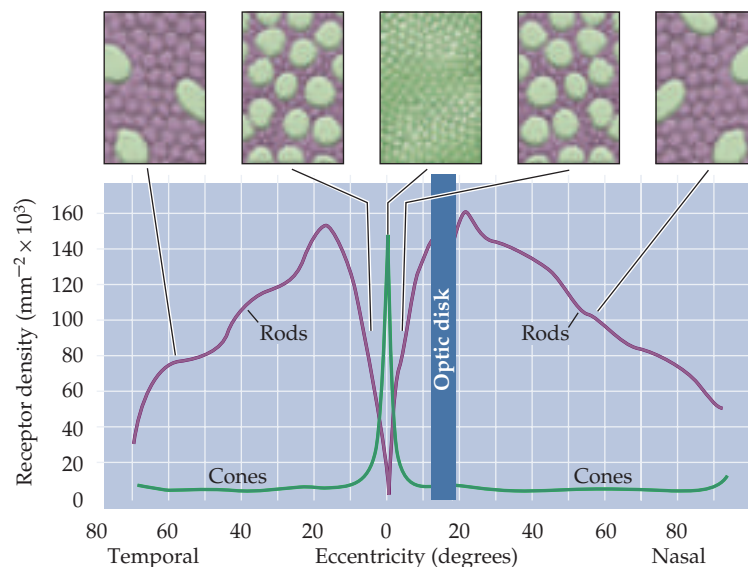 Receptor density (mm⁻² × 10³)
160
140
120
100
80
60
40
20
0
Rods
Rods
Optic disk
Cones
Cones
80 60 40 20 0 20 40 60 80
Temporal Eccentricity (degrees) Nasal